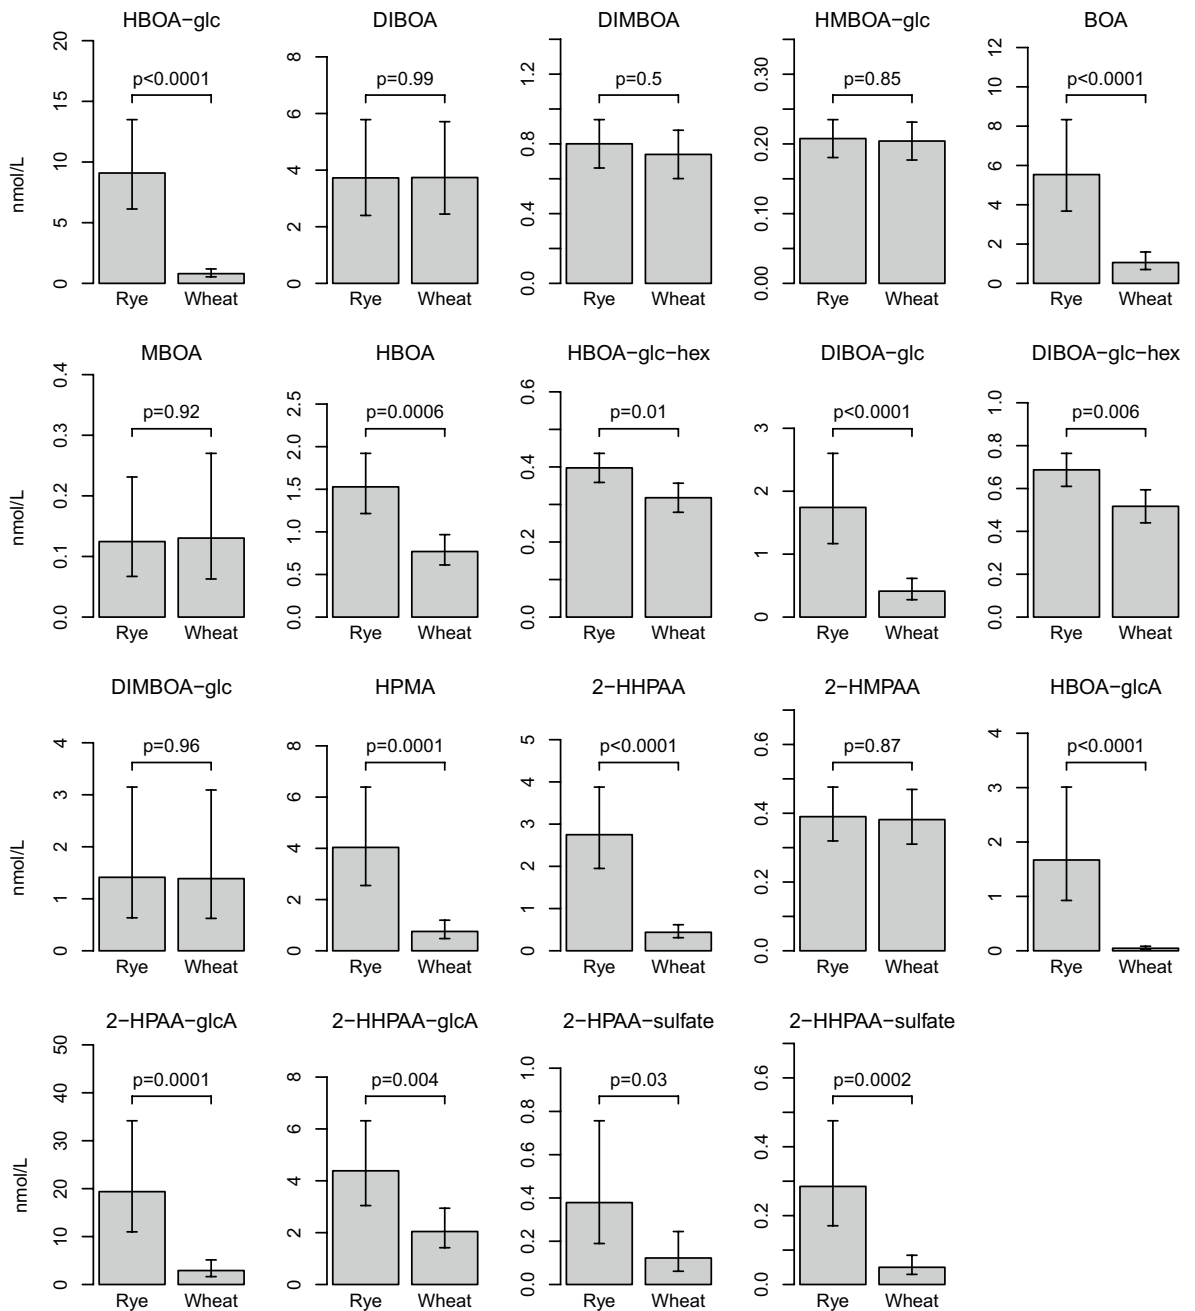 HBOA−glc
DIBOA
DIMBOA
HMBOA−glc
BOA
nmol/L
0 5 10 15 20
p<0.0001
Rye Wheat
0 2 4 6 8
p=0.99
Rye Wheat
0.0 0.4 0.8 1.2
p=0.5
Rye Wheat
0.00 0.10 0.20 0.30
p=0.85
Rye Wheat
0 2 4 6 8 10 12
p<0.0001
Rye Wheat
MBOA
HBOA
HBOA−glc−hex
DIBOA−glc
DIBOA−glc−hex
nmol/L
0.0 0.1 0.2 0.3 0.4
p=0.92
Rye Wheat
0.0 0.5 1.0 1.5 2.0 2.5
p=0.0006
Rye Wheat
0.0 0.2 0.4 0.6
p=0.01
Rye Wheat
0 1 2 3
p<0.0001
Rye Wheat
0.0 0.2 0.4 0.6 0.8 1.0
p=0.006
Rye Wheat
DIMBOA−glc
HPMA
2−HHPAA
2−HMPAA
HBOA−glcA
nmol/L
0 1 2 3 4
p=0.96
Rye Wheat
0 2 4 6 8
p=0.0001
Rye Wheat
0 1 2 3 4 5
p<0.0001
Rye Wheat
0.0 0.2 0.4 0.6
p=0.87
Rye Wheat
0 1 2 3 4
p<0.0001
Rye Wheat
2−HPAA−glcA
2−HHPAA−glcA
2−HPAA−sulfate
2−HHPAA−sulfate
nmol/L
0 10 20 30 40 50
p=0.0001
Rye Wheat
0 2 4 6 8
p=0.004
Rye Wheat
0.0 0.2 0.4 0.6 0.8 1.0
p=0.03
Rye Wheat
0.0 0.2 0.4 0.6
p=0.0002
Rye Wheat